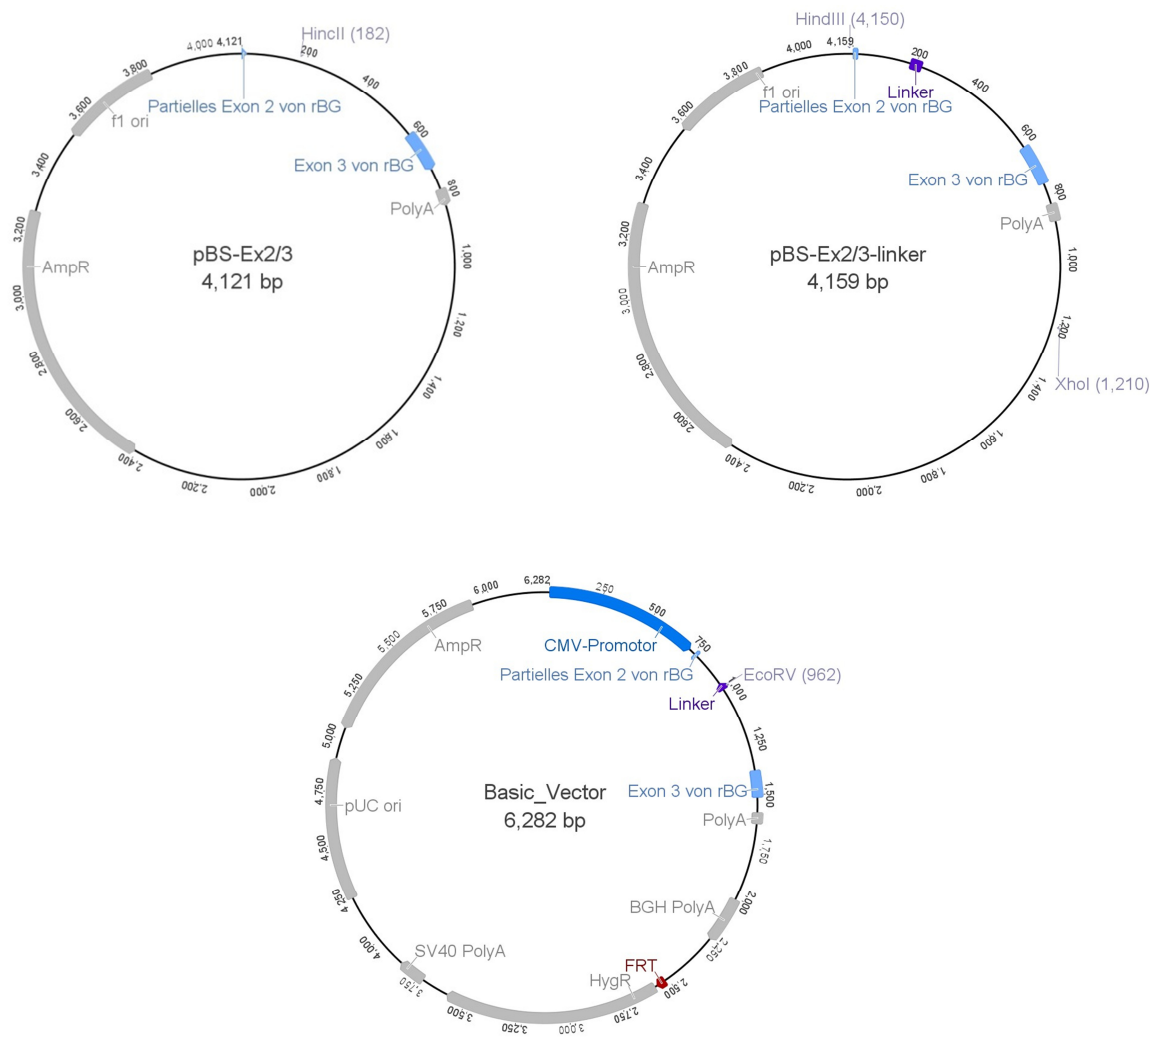 HincII (182)
4,000
4,121
200
3,800
400
Partielles Exon 2 von rBG
3,600
f1 ori
600
3,400
Exon 3 von rBG
800
PolyA
3,200
pBS-Ex2/3
1,000
AmpR
4,121 bp
3,000
1,200
2,800
1,400
2,600
1,600
2,400
1,800
2,200
2,000
HindIII (4,150)
4,000
4,159
200
3,800
f1 ori
Linker
400
Partielles Exon 2 von rBG
3,600
600
3,400
Exon 3 von rBG
800
PolyA
3,200
pBS-Ex2/3-linker
1,000
AmpR
4,159 bp
3,000
1,200
2,800
XhoI (1,210)
1,400
2,600
1,600
2,400
1,800
2,200
2,000
6,282
6,000
250
5,750
500
AmpR
CMV-Promotor
750
5,500
Partielles Exon 2 von rBG
EcoRV (962)
5,250
Linker
1,000
5,000
1,250
4,750
Basic_Vector
Exon 3 von rBG
1,500
pUC ori
6,282 bp
PolyA
4,500
1,750
4,250
BGH PolyA
2,000
4,000
SV40 PolyA
2,250
FRT
3,750
HygR
2,500
3,500
2,750
3,250
3,000